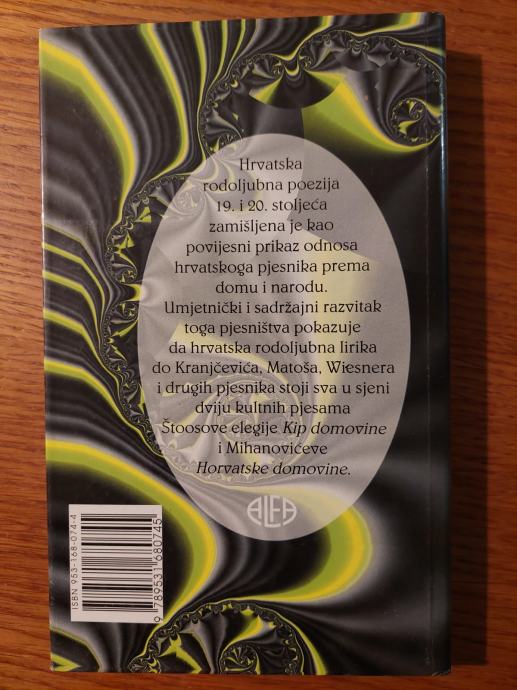 Hrvatska
rodoljubna poezija
19. i 20. stoljeća
zamišljena je kao
povijesni prikaz odnosa
hrvatskoga pjesnika prema
domu i narodu.
Umjetnički i sadržajni razvitak
toga pjesništva pokazuje
da hrvatska rodoljubna lirika
do Kranjčevića, Matoša, Wiesnera
i drugih pjesnika stoji sva u sjeni
dviju kultnih pjesama
Štoosove elegije Kip domovine
i Mihanovićeve
Horvatske domovine.
ALFA
ISBN 953-168-074-4
9 789531 680745